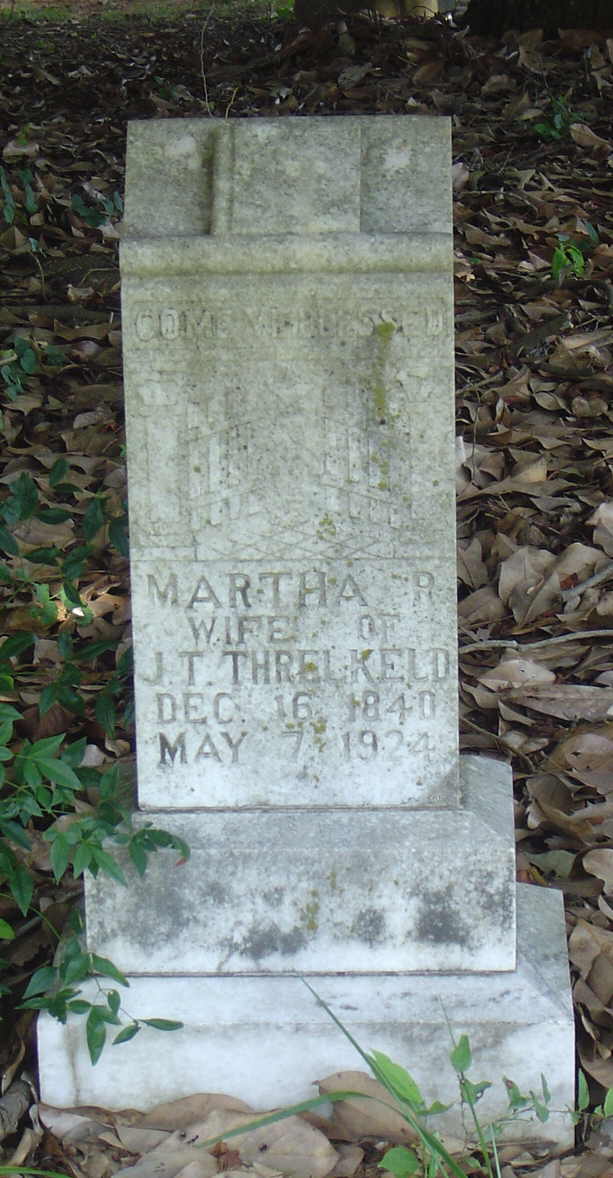 COME YE BLESSED
MARTHA R.
WIFE OF
J.T. THRELKELD
DEC. 16, 1840
MAY 7, 1924